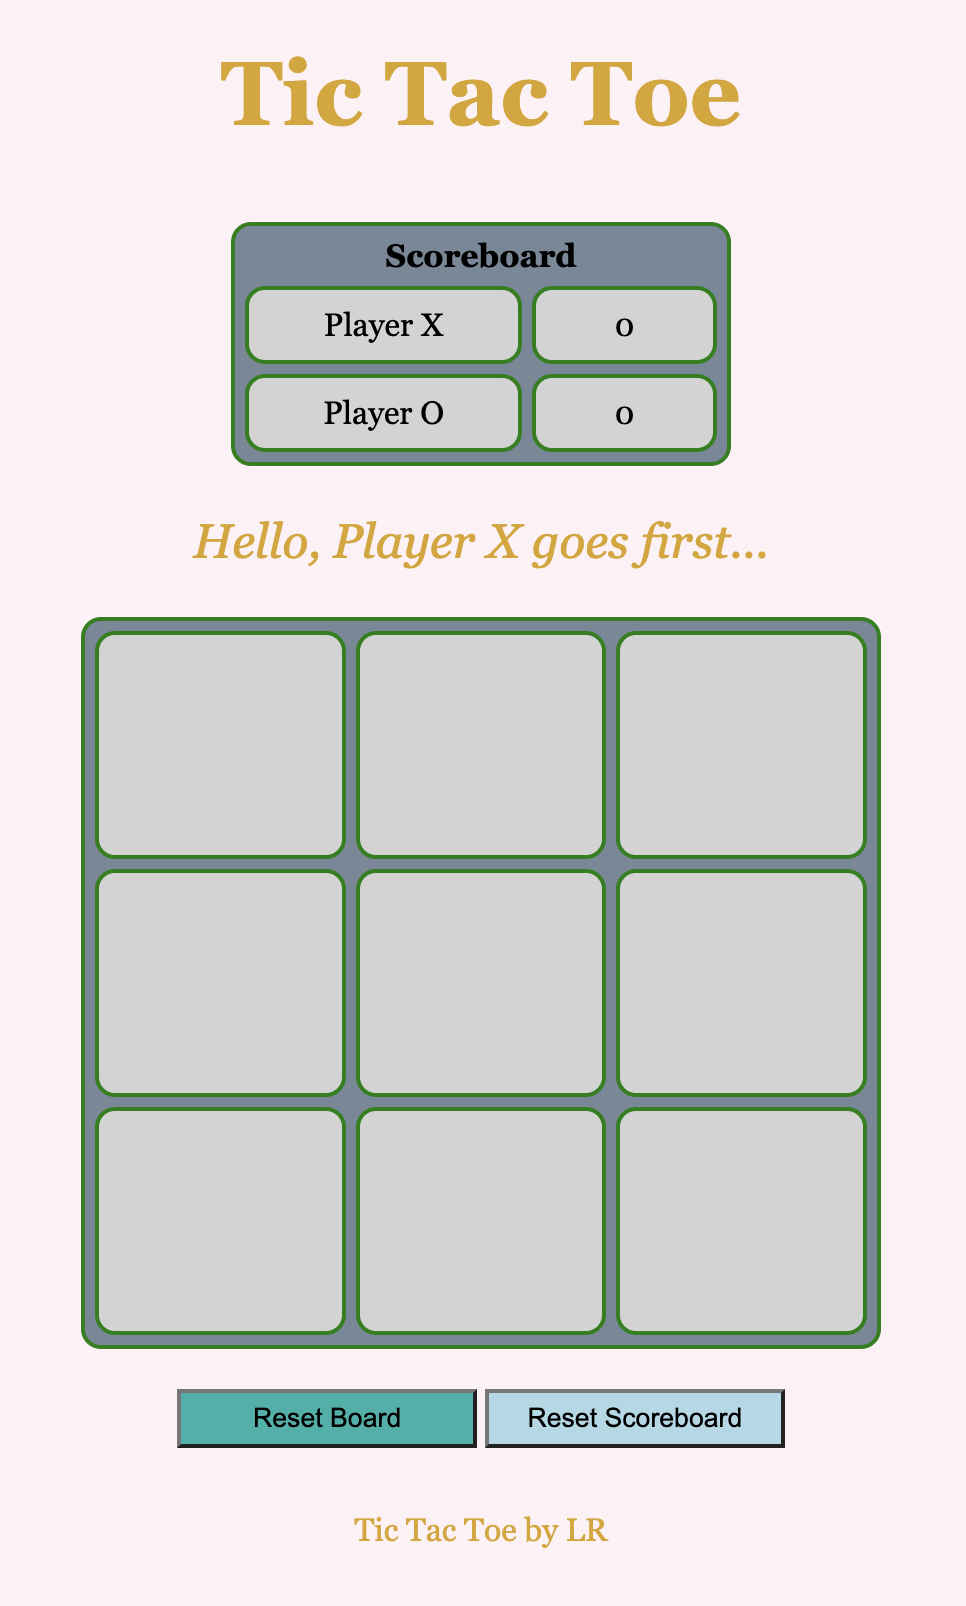 Tic Tac Toe
Scoreboard
Player X 0
Player O 0
Hello, Player X goes first...
Reset Board Reset Scoreboard
Tic Tac Toe by LR